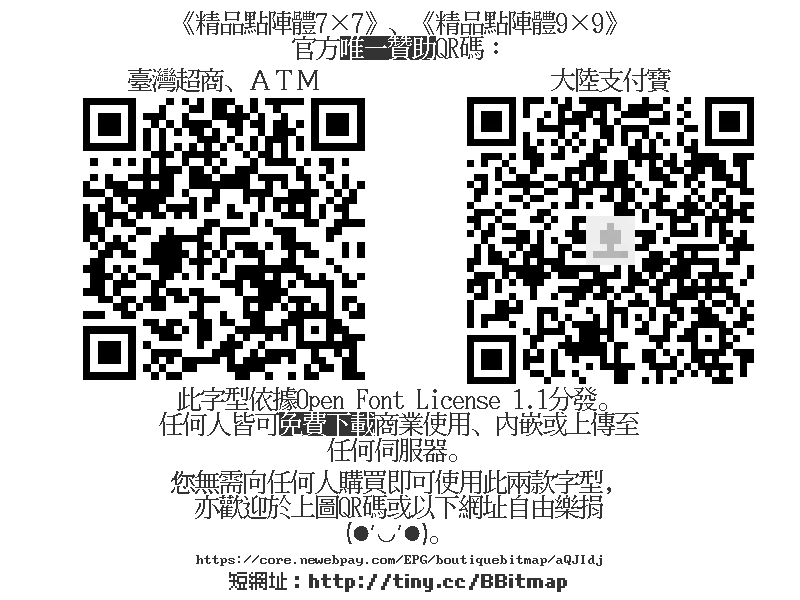 《精品點陣體7×7》、《精品點陣體9×9》
官方唯一贊助QR碼：
臺灣超商、ATM
大陸支付寶
此字型依據Open Font License 1.1分發。
任何人皆可免費下載商業使用、內嵌或上傳至
任何伺服器。
您無需向任何人購買即可使用此兩款字型，
亦歡迎於上圖QR碼或以下網址自由樂捐
(●′◡′●)。
https://core.newebpay.com/EPG/boutiquebitmap/aQJIdj
短網址：http://tiny.cc/BBitmap